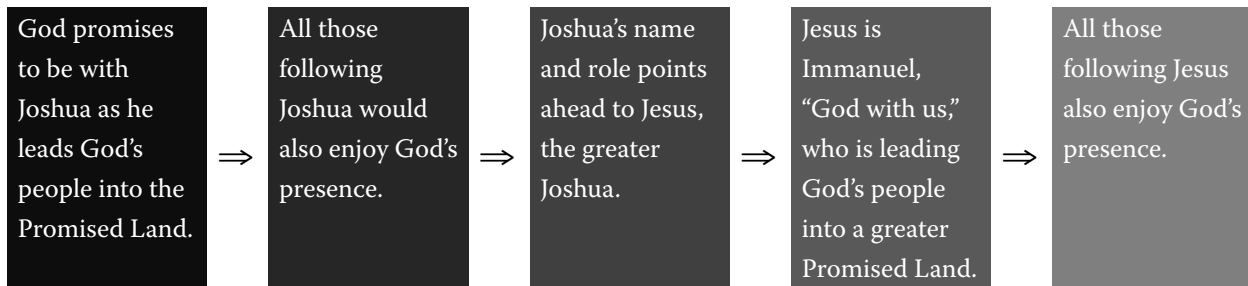 God promises
to be with
Joshua as he
leads God’s
people into the
Promised Land.
⇒
All those
following
Joshua would
also enjoy God’s
presence.
⇒
Joshua’s name
and role points
ahead to Jesus,
the greater
Joshua.
⇒
Jesus is
Immanuel,
“God with us,”
who is leading
God’s people
into a greater
Promised Land.
⇒
All those
following Jesus
also enjoy God’s
presence.